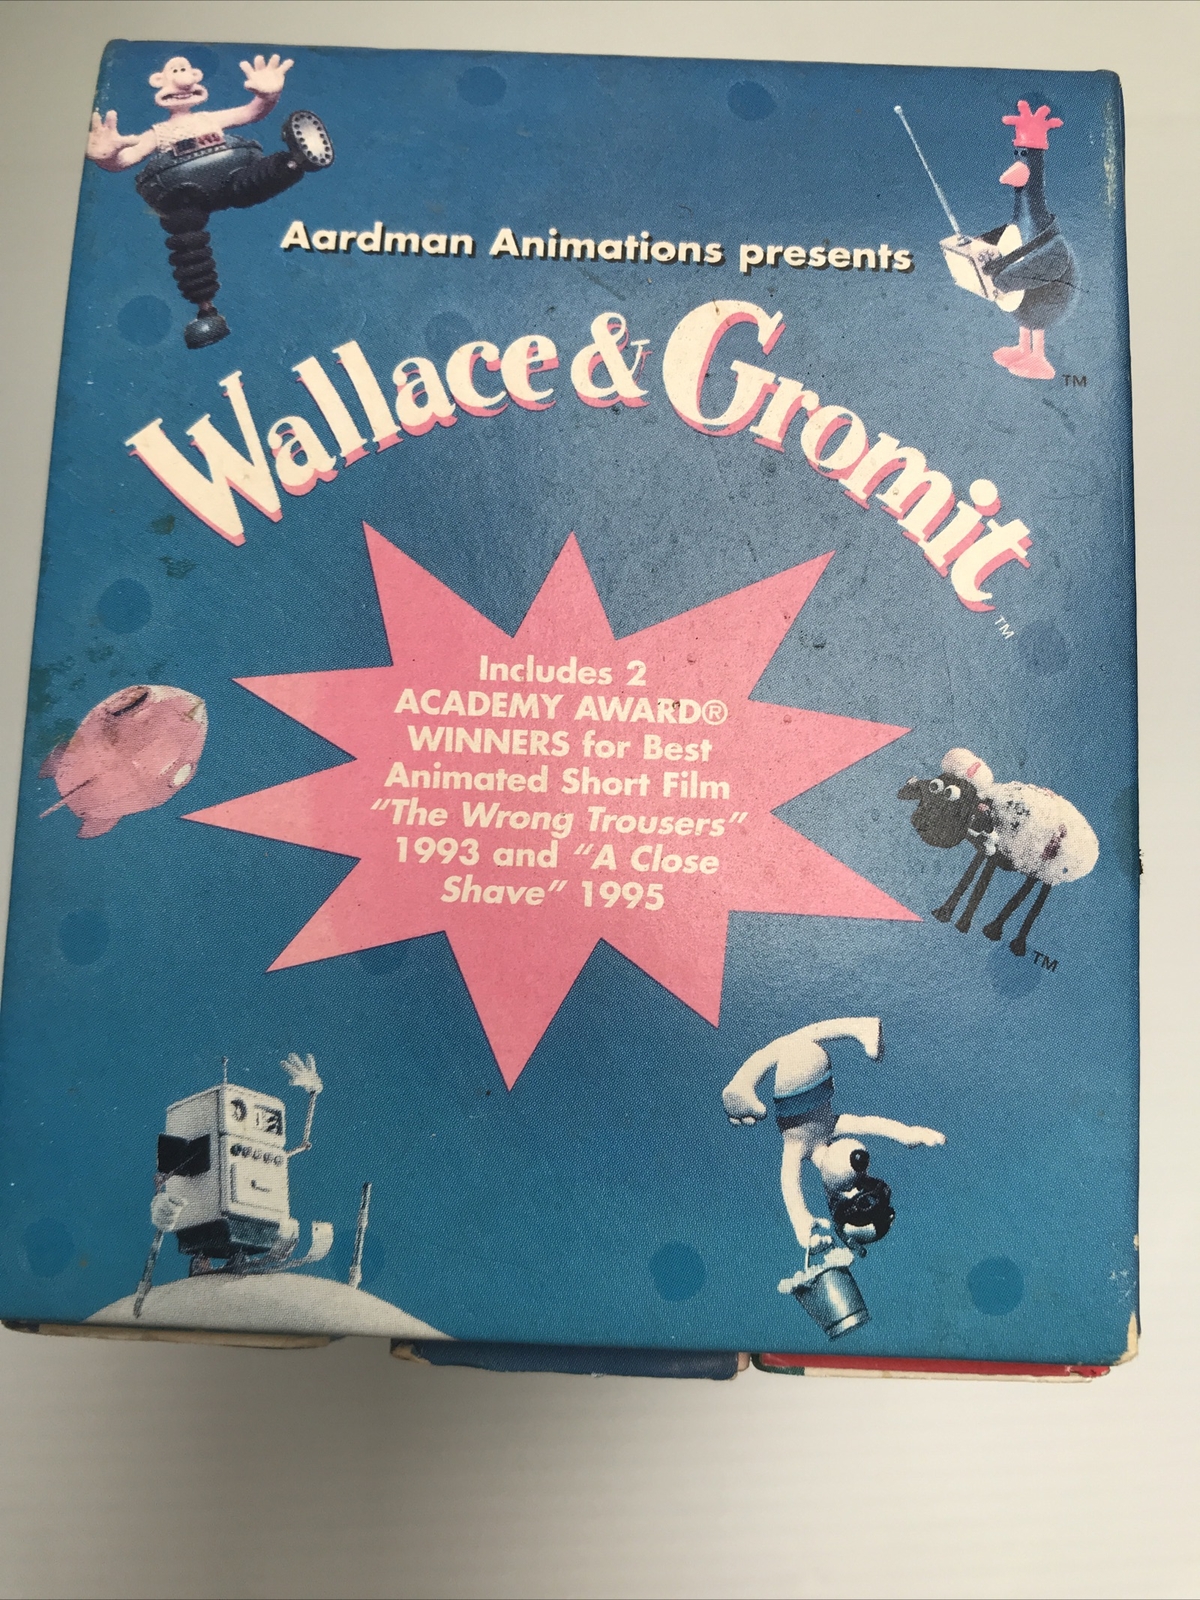 Aardman Animations presents
Wallace & Gromit
TM
TM
Includes 2
ACADEMY AWARD®
WINNERS for Best
Animated Short Film
"The Wrong Trousers"
1993 and "A Close
Shave" 1995
TM